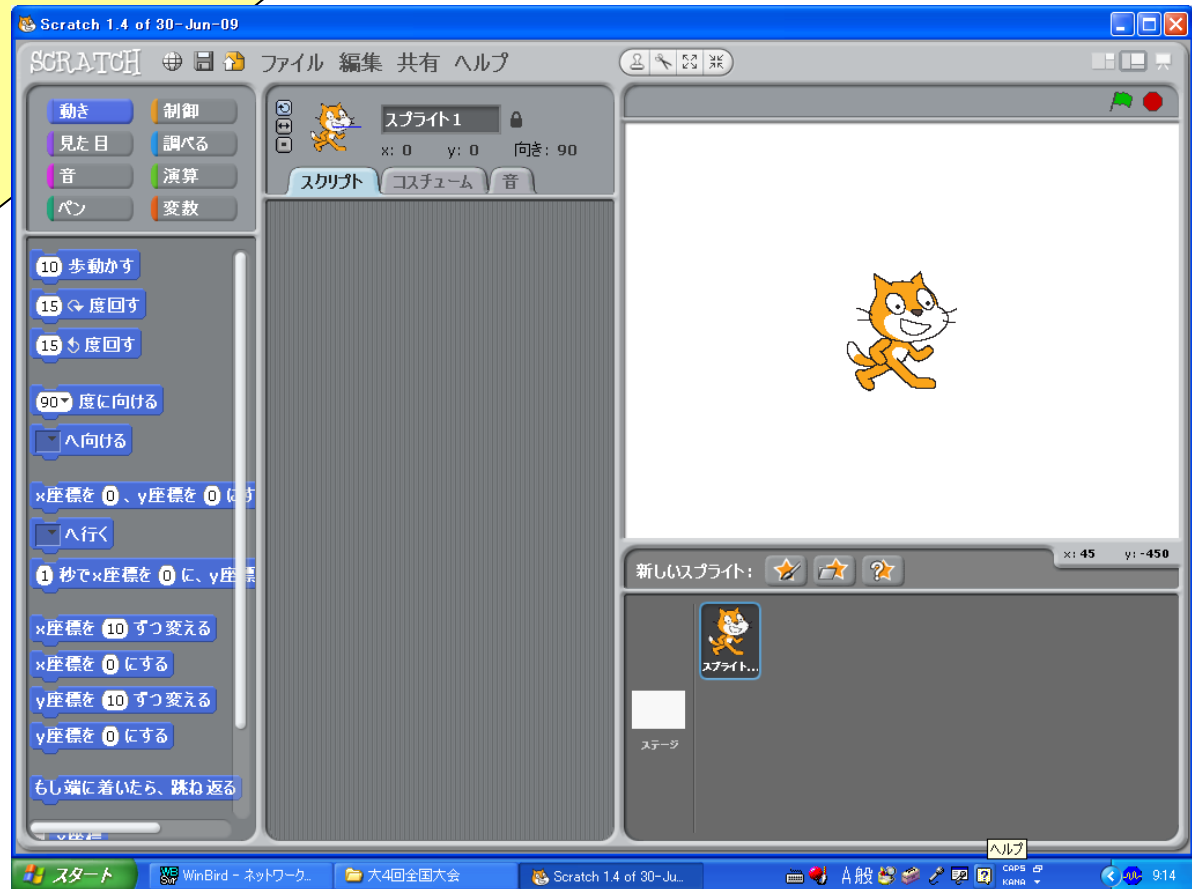 Scratch 1.4 of 30-Jun-09
SCRATCH ファイル 編集 共有 ヘルプ
動き 制御
見た目 調べる
音 演算
ペン 変数
スプライト1
x: 0 y: 0 向き: 90
スクリプト コスチューム 音
10 歩動かす
15 度回す
15 度回す
90 度に向ける
へ向ける
x座標を 0 、y座標を 0 にす
へ行く
1 秒でx座標を 0 に、y座標
x座標を 10 ずつ変える
x座標を 0 にする
y座標を 10 ずつ変える
y座標を 0 にする
もし端に着いたら、跳ね返る
x座標
x: 45 y: -450
新しいスプライト:
スプライト...
ステージ
ヘルプ
スタート WinBird - ネットワーク... 大4回全国大会 Scratch 1.4 of 30-Ju... A 般 CAPS KANA 9:14